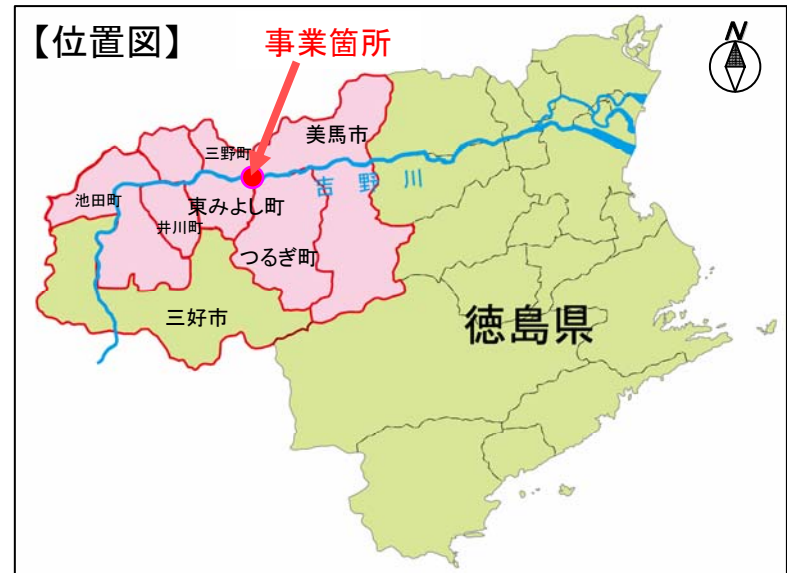 【位置図】
事業箇所
N
美馬市
三野町
吉野川
池田町
東みよし町
井川町
つるぎ町
三好市
徳島県